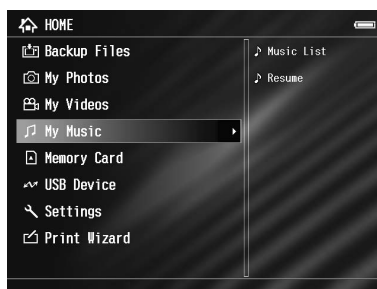 HOME
Backup Files
My Photos
My Videos
My Music
Memory Card
USB Device
Settings
Print Wizard
Music List
Resume